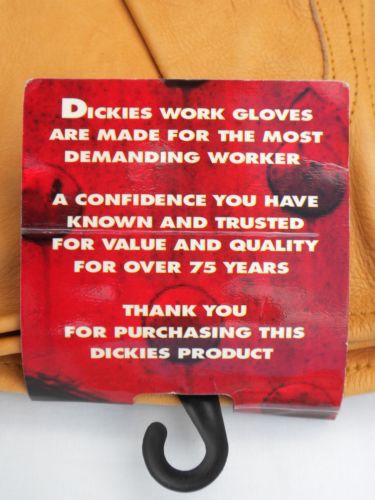 DICKIES WORK GLOVES
ARE MADE FOR THE MOST
DEMANDING WORKER
A CONFIDENCE YOU HAVE
KNOWN AND TRUSTED
FOR VALUE AND QUALITY
FOR OVER 75 YEARS
THANK YOU
FOR PURCHASING THIS
DICKIES PRODUCT